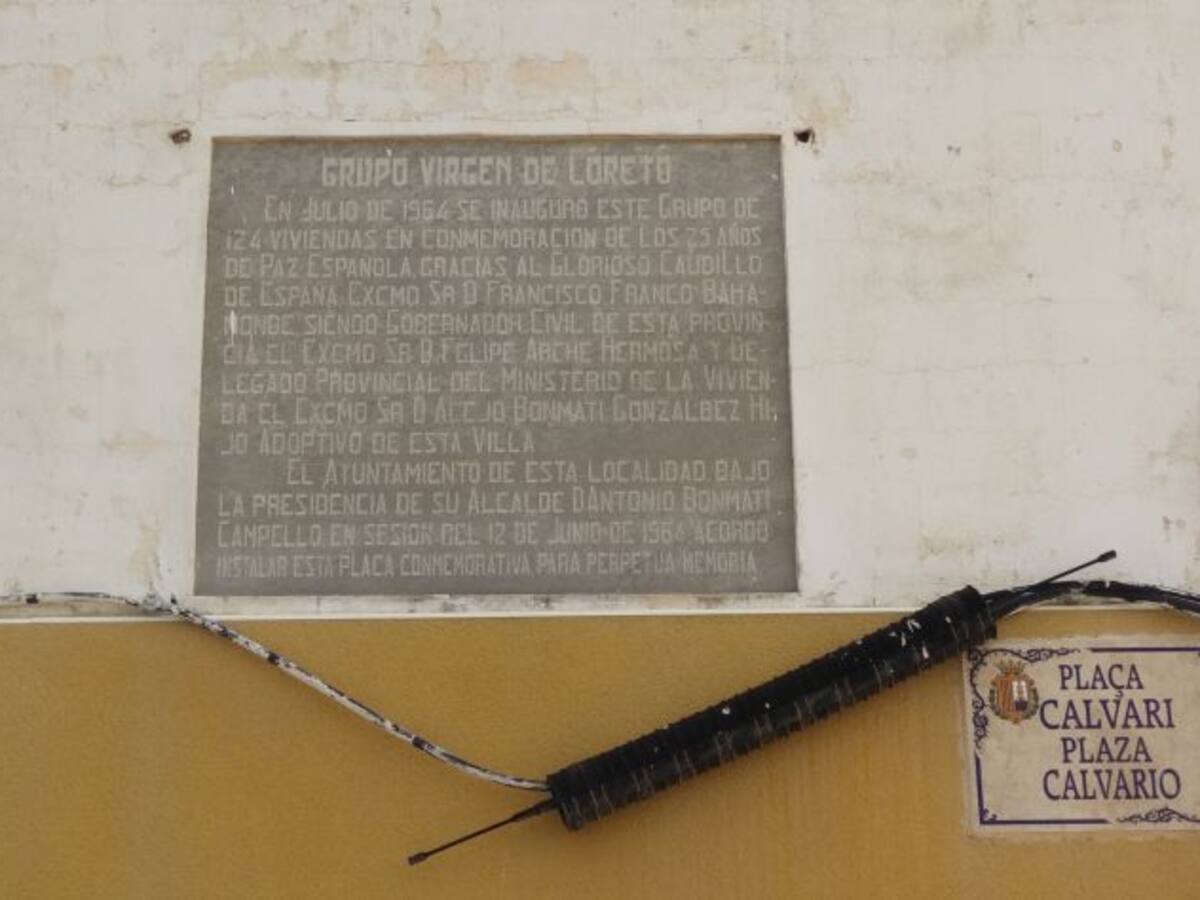 GRUPO VIRGEN DE LORETO
EN JULIO DE 1964 SE INAUGURO ESTE GRUPO DE
124 VIVIENDAS EN CONMEMORACION DE LOS 25 AÑOS
DE PAZ ESPAÑOLA, GRACIAS AL GLORIOSO CAUDILLO
DE ESPAÑA EXCMO SR D FRANCISCO FRANCO BAHA-
MONDE SIENDO GOBERNADOR CIVIL DE ESTA PROVIN-
CIA EL EXCMO SR D FELIPE ARCHE HERMOSA Y DE-
LEGADO PROVINCIAL DEL MINISTERIO DE LA VIVIEN-
DA EL EXCMO SR D ALEJO BONMATI GONZALBEZ HI-
JO ADOPTIVO DE ESTA VILLA
EL AYUNTAMIENTO DE ESTA LOCALIDAD BAJO
LA PRESIDENCIA DE SU ALCALDE D ANTONIO BONMATI
CAMPELLO, EN SESION DEL 12 DE JUNIO DE 1964 ACORDO
INSTALAR ESTA PLACA CONMEMORATIVA, PARA PERPETUA MEMORIA
PLAÇA
CALVARI
PLAZA
CALVARIO